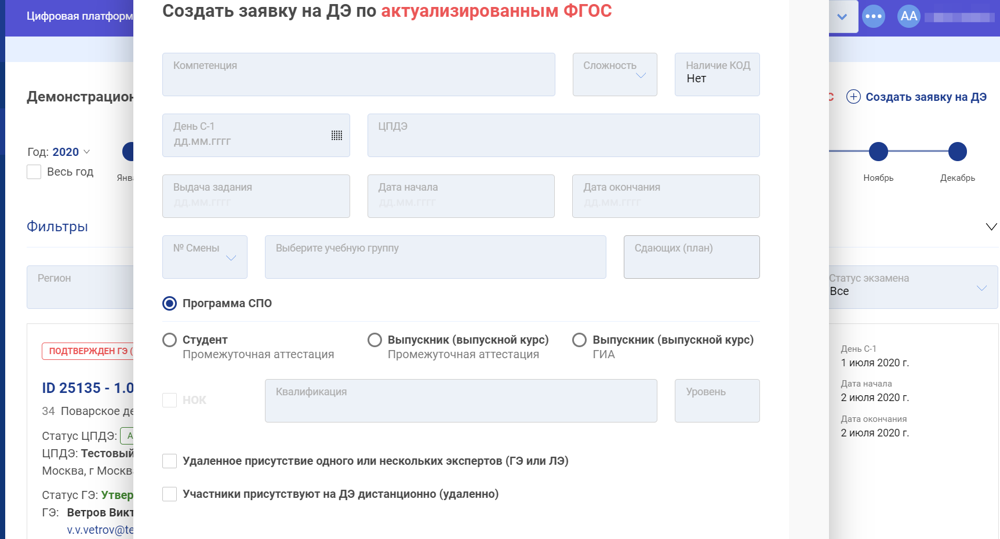 Создать заявку на ДЭ по актуализированным ФГОС
Цифровая платформ
АА
Компетенция
Сложность
Наличие КОД
Нет
Демонстрацион
С
Создать заявку на ДЭ
День С-1
дд.мм.гггг
ЦПДЭ
Год: 2020
Весь год
Янва
Ноябрь
Декабрь
Выдача задания
дд.мм.гггг
Дата начала
дд.мм.гггг
Дата окончания
дд.мм.гггг
Фильтры
№ Смены
Выберите учебную группу
Сдающих (план)
Регион
Статус экзамена
Все
Программа СПО
Студент
Промежуточная аттестация
Выпускник (выпускной курс)
Промежуточная аттестация
Выпускник (выпускной курс)
ГИА
ПОДТВЕРЖДЕН ГЭ (
День С-1
1 июля 2020 г.
ID 25135 - 1.0
НОК
Квалификация
Уровень
Дата начала
2 июля 2020 г.
34 Поварское де
Дата окончания
2 июля 2020 г.
Статус ЦПДЭ: А
ЦПДЭ: Тестовый
Москва, г Москва
Удаленное присутствие одного или нескольких экспертов (ГЭ или ЛЭ)
Участники присутствуют на ДЭ дистанционно (удаленно)
Статус ГЭ: Утвер
ГЭ: Ветров Викт
v.v.vetrov@te